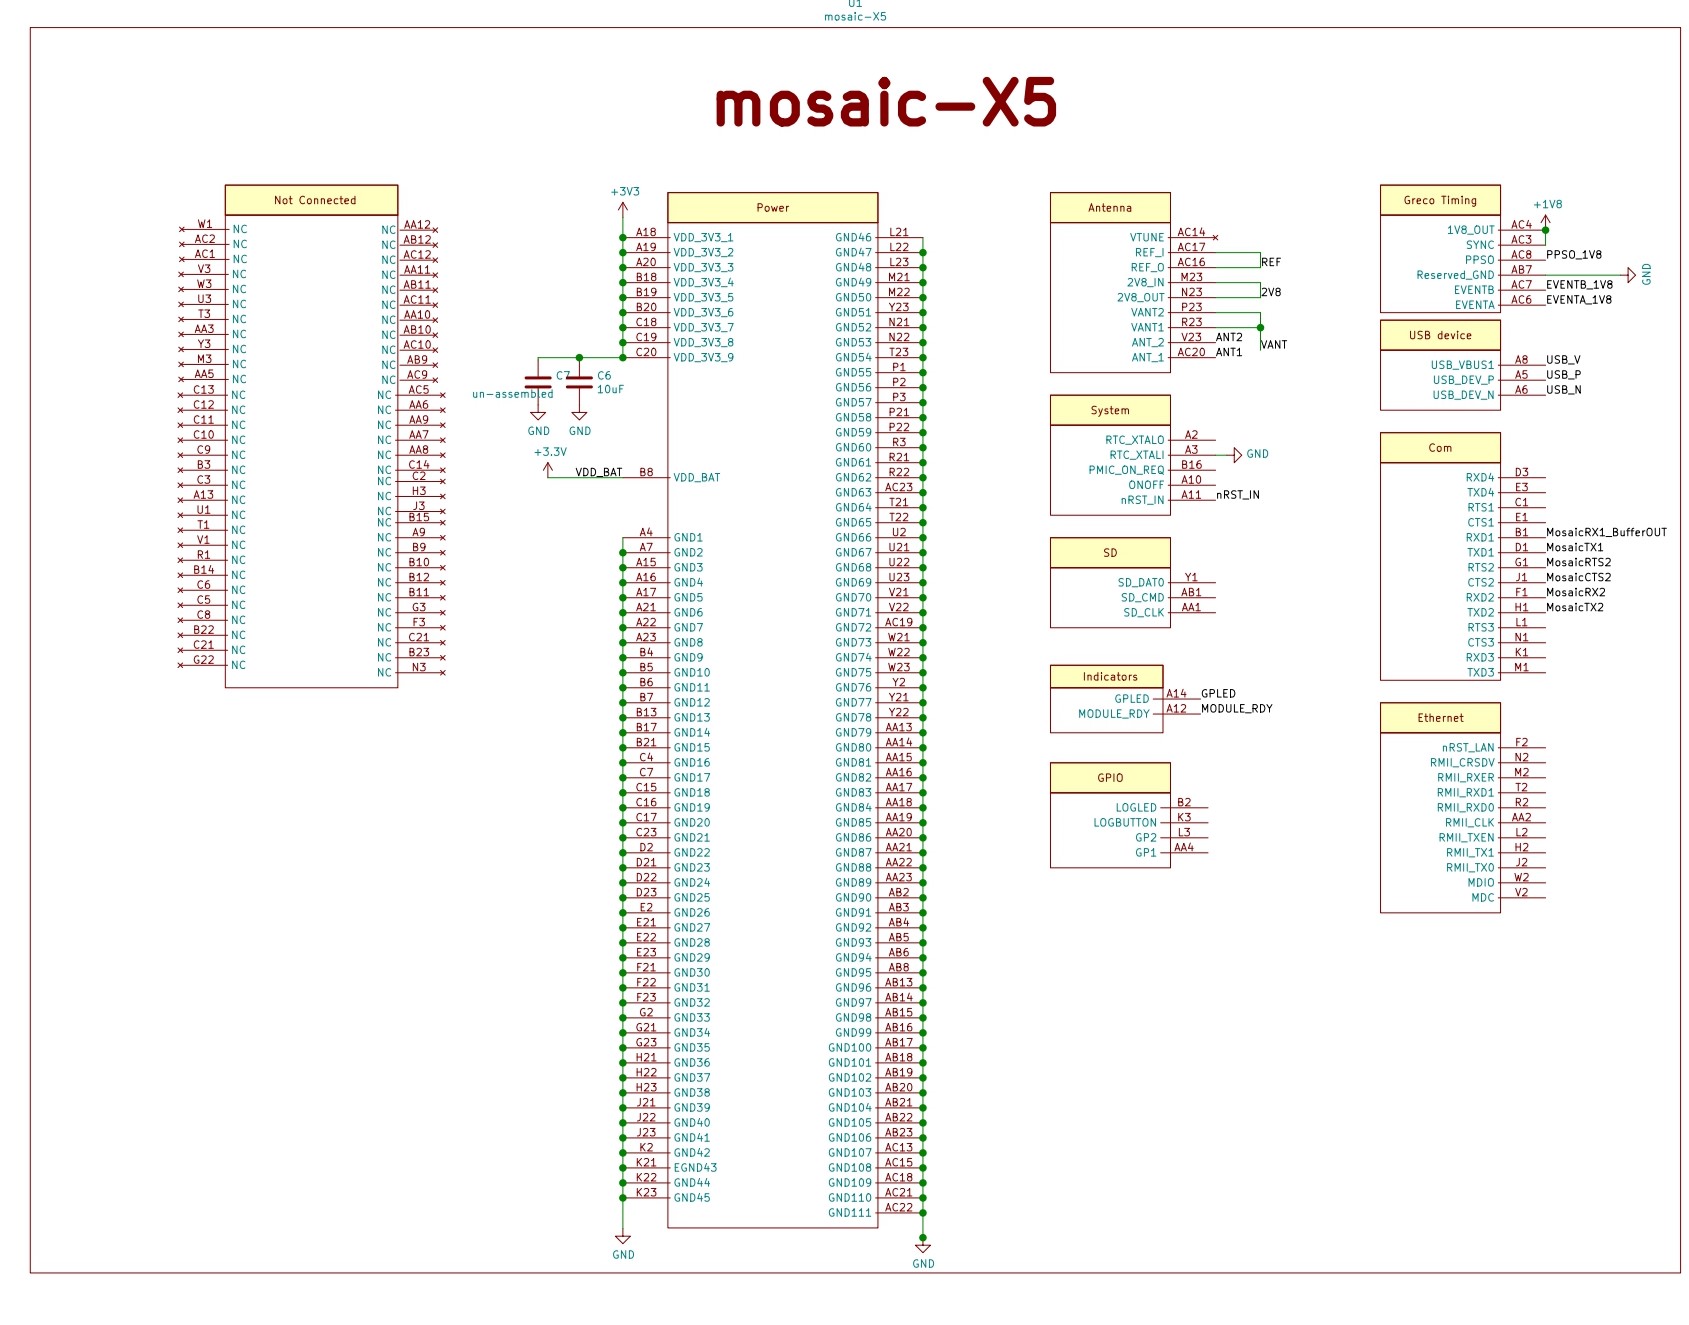 U1
mosaic-X5
mosaic-X5
Not Connected
W1 NC NC AA12
AC2 NC NC AB12
AC1 NC NC AC12
V3 NC NC AA11
W3 NC NC AB11
U3 NC NC AC11
T3 NC NC AA10
AA3 NC NC AB10
Y3 NC NC AC10
M3 NC NC AB9
AA5 NC NC AC9
C13 NC NC AC5
C12 NC NC AA6
C11 NC NC AA9
C10 NC NC AA7
C9 NC NC AA8
B3 NC NC C14
C3 NC NC C2
A13 NC NC H3
U1 NC NC J3
T1 NC NC B15
V1 NC NC A9
R1 NC NC B9
B14 NC NC B10
C6 NC NC B12
C5 NC NC B11
C8 NC NC G3
B22 NC NC F3
C21 NC NC C21
G22 NC NC B23
NC N3
+3V3
Power
A18 VDD_3V3_1 GND46 L21
A19 VDD_3V3_2 GND47 L22
A20 VDD_3V3_3 GND48 L23
B18 VDD_3V3_4 GND49 M21
B19 VDD_3V3_5 GND50 M22
B20 VDD_3V3_6 GND51 Y23
C18 VDD_3V3_7 GND52 N21
C19 VDD_3V3_8 GND53 N22
C20 VDD_3V3_9 GND54 T23
GND55 P1
GND56 P2
GND57 P3
GND58 P21
GND59 P22
GND60 R3
GND61 R21
B8 VDD_BAT GND62 R22
GND63 AC23
GND64 T21
GND65 T22
A4 GND1 GND66 U2
A7 GND2 GND67 U21
A15 GND3 GND68 U22
A16 GND4 GND69 U23
A17 GND5 GND70 V21
A21 GND6 GND71 V22
A22 GND7 GND72 AC19
A23 GND8 GND73 W21
B4 GND9 GND74 W22
B5 GND10 GND75 W23
B6 GND11 GND76 Y2
B7 GND12 GND77 Y21
B13 GND13 GND78 Y22
B17 GND14 GND79 AA13
B21 GND15 GND80 AA14
C4 GND16 GND81 AA15
C7 GND17 GND82 AA16
C15 GND18 GND83 AA17
C16 GND19 GND84 AA18
C17 GND20 GND85 AA19
C23 GND21 GND86 AA20
D2 GND22 GND87 AA21
D21 GND23 GND88 AA22
D22 GND24 GND89 AA23
D23 GND25 GND90 AB2
E2 GND26 GND91 AB3
E21 GND27 GND92 AB4
E22 GND28 GND93 AB5
E23 GND29 GND94 AB6
F21 GND30 GND95 AB8
F22 GND31 GND96 AB13
F23 GND32 GND97 AB14
G2 GND33 GND98 AB15
G21 GND34 GND99 AB16
G23 GND35 GND100 AB17
H21 GND36 GND101 AB18
H22 GND37 GND102 AB19
H23 GND38 GND103 AB20
J21 GND39 GND104 AB21
J22 GND40 GND105 AB22
J23 GND41 GND106 AB23
K2 GND42 GND107 AC13
K21 EGND43 GND108 AC15
K22 GND44 GND109 AC18
K23 GND45 GND110 AC21
GND111 AC22
GND
GND
C7 C6
un-assembled 10uF
GND GND
+3.3V
VDD_BAT
Antenna
VTUNE AC14
REF_I AC17
REF_O AC16 REF
2V8_IN M23
2V8_OUT N23 2V8
VANT2 P23
VANT1 R23
ANT_2 V23 ANT2 VANT
ANT_1 AC20 ANT1
System
RTC_XTALO A2
RTC_XTALI A3 GND
PMIC_ON_REQ B16
ONOFF A10
nRST_IN A11 nRST_IN
SD
SD_DAT0 Y1
SD_CMD AB1
SD_CLK AA1
Indicators
GPLED A14 GPLED
MODULE_RDY A12 MODULE_RDY
GPIO
LOGLED B2
LOGBUTTON K3
GP2 L3
GP1 AA4
Greco Timing
+1V8
1V8_OUT AC4
SYNC AC3
PPSO AC8 PPSO_1V8
Reserved_GND AB7 GND
EVENTB AC7 EVENTB_1V8
EVENTA AC6 EVENTA_1V8
USB device
USB_VBUS1 A8 USB_V
USB_DEV_P A5 USB_P
USB_DEV_N A6 USB_N
Com
RXD4 D3
TXD4 E3
RTS1 C1
CTS1 E1
RXD1 B1 MosaicRX1_BufferOUT
TXD1 D1 MosaicTX1
RTS2 G1 MosaicRTS2
CTS2 J1 MosaicCTS2
RXD2 F1 MosaicRX2
TXD2 H1 MosaicTX2
RTS3 L1
CTS3 N1
RXD3 K1
TXD3 M1
Ethernet
nRST_LAN F2
RMII_CRSDV N2
RMII_RXER M2
RMII_RXD1 T2
RMII_RXD0 R2
RMII_CLK AA2
RMII_TXEN L2
RMII_TX1 H2
RMII_TX0 J2
MDIO W2
MDC V2